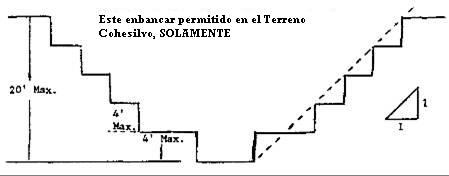 Este enbancar permitido en el Terreno
Cohesilvo, SOLAMENTE
20' Max.
4'
Max.
4' Max.
1
1